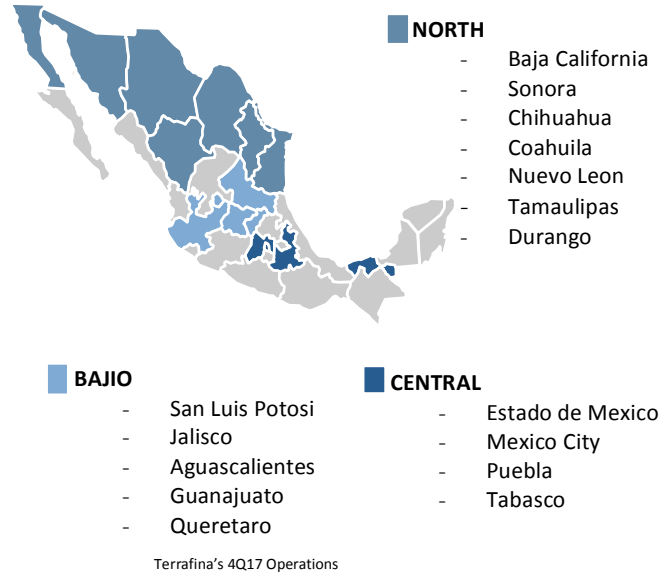 NORTH
- Baja California
- Sonora
- Chihuahua
- Coahuila
- Nuevo Leon
- Tamaulipas
- Durango
BAJIO
- San Luis Potosi
- Jalisco
- Aguascalientes
- Guanajuato
- Queretaro
CENTRAL
- Estado de Mexico
- Mexico City
- Puebla
- Tabasco
Terrafina's 4Q17 Operations